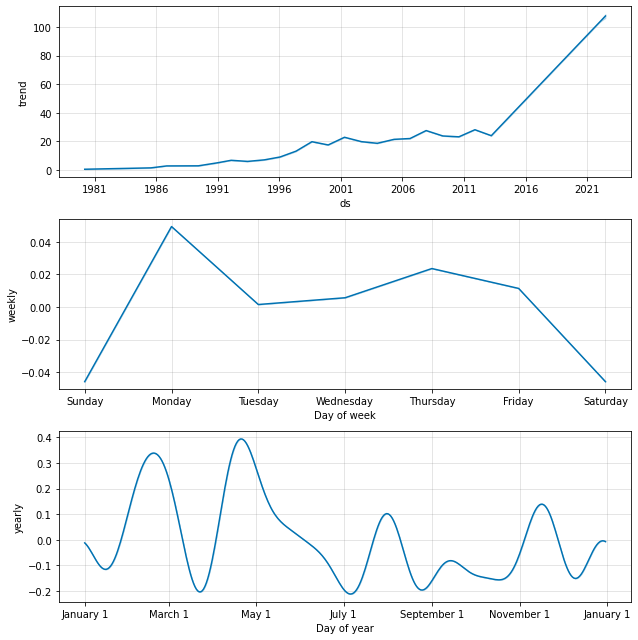 100
80
60
40
20
0
trend
1981 1986 1991 1996 2001 2006 2011 2016 2021
ds
0.04
0.02
0.00
−0.02
−0.04
weekly
Sunday Monday Tuesday Wednesday Thursday Friday Saturday
Day of week
0.4
0.3
0.2
0.1
0.0
−0.1
−0.2
yearly
January 1 March 1 May 1 July 1 September 1 November 1 January 1
Day of year